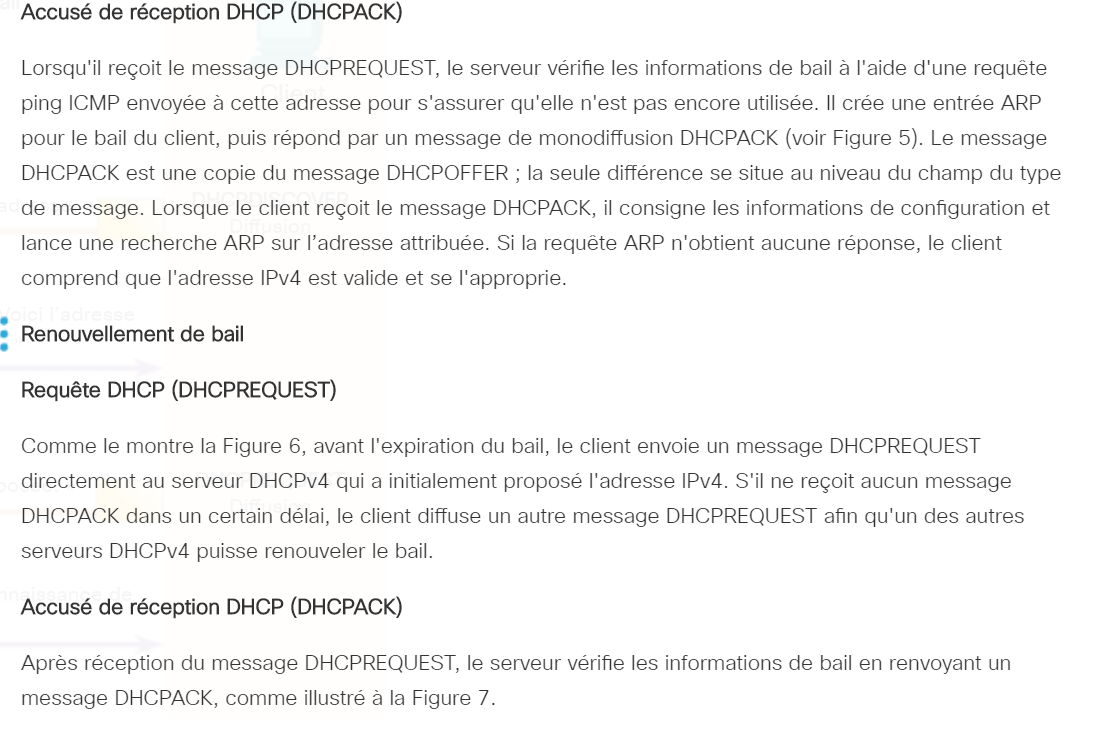 Accusé de réception DHCP (DHCPACK)
Lorsqu'il reçoit le message DHCPREQUEST, le serveur vérifie les informations de bail à l'aide d'une requête
ping ICMP envoyée à cette adresse pour s'assurer qu'elle n'est pas encore utilisée. Il crée une entrée ARP
pour le bail du client, puis répond par un message de monodiffusion DHCPACK (voir Figure 5). Le message
DHCPACK est une copie du message DHCPOFFER ; la seule différence se situe au niveau du champ du type
de message. Lorsque le client reçoit le message DHCPACK, il consigne les informations de configuration et
lance une recherche ARP sur l’adresse attribuée. Si la requête ARP n'obtient aucune réponse, le client
comprend que l'adresse IPv4 est valide et se l'approprie.
Renouvellement de bail
Requête DHCP (DHCPREQUEST)
Comme le montre la Figure 6, avant l'expiration du bail, le client envoie un message DHCPREQUEST
directement au serveur DHCPv4 qui a initialement proposé l'adresse IPv4. S'il ne reçoit aucun message
DHCPACK dans un certain délai, le client diffuse un autre message DHCPREQUEST afin qu'un des autres
serveurs DHCPv4 puisse renouveler le bail.
Accusé de réception DHCP (DHCPACK)
Après réception du message DHCPREQUEST, le serveur vérifie les informations de bail en renvoyant un
message DHCPACK, comme illustré à la Figure 7.
Client
DHCPDISCOVER
Diffusion
Voici l'adresse
Diffusion